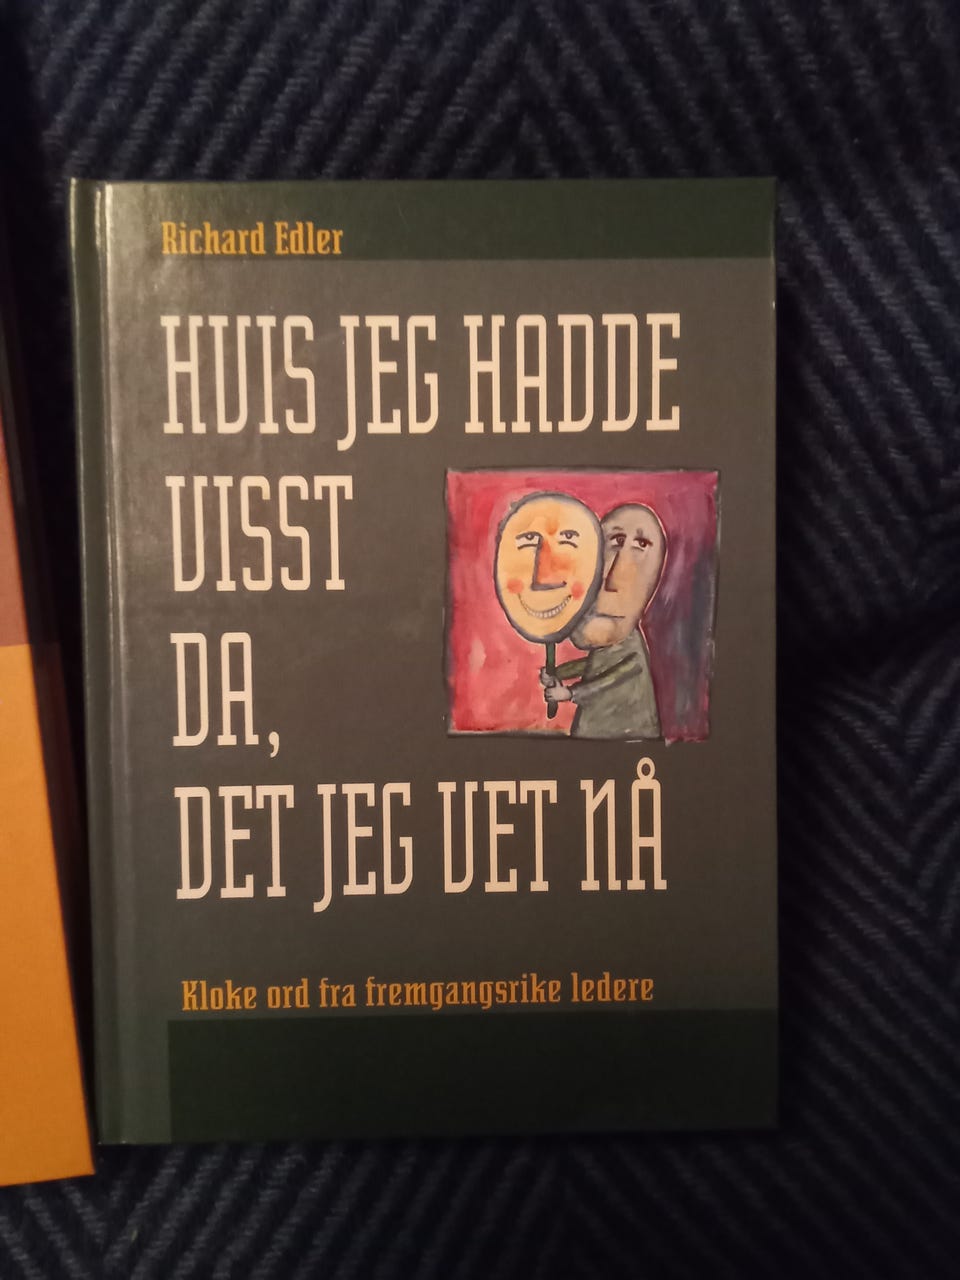 Richard Edler
HVIS JEG HADDE
VISST
DA,
DET JEG VET NÅ
Kloke ord fra fremgangsrike ledere